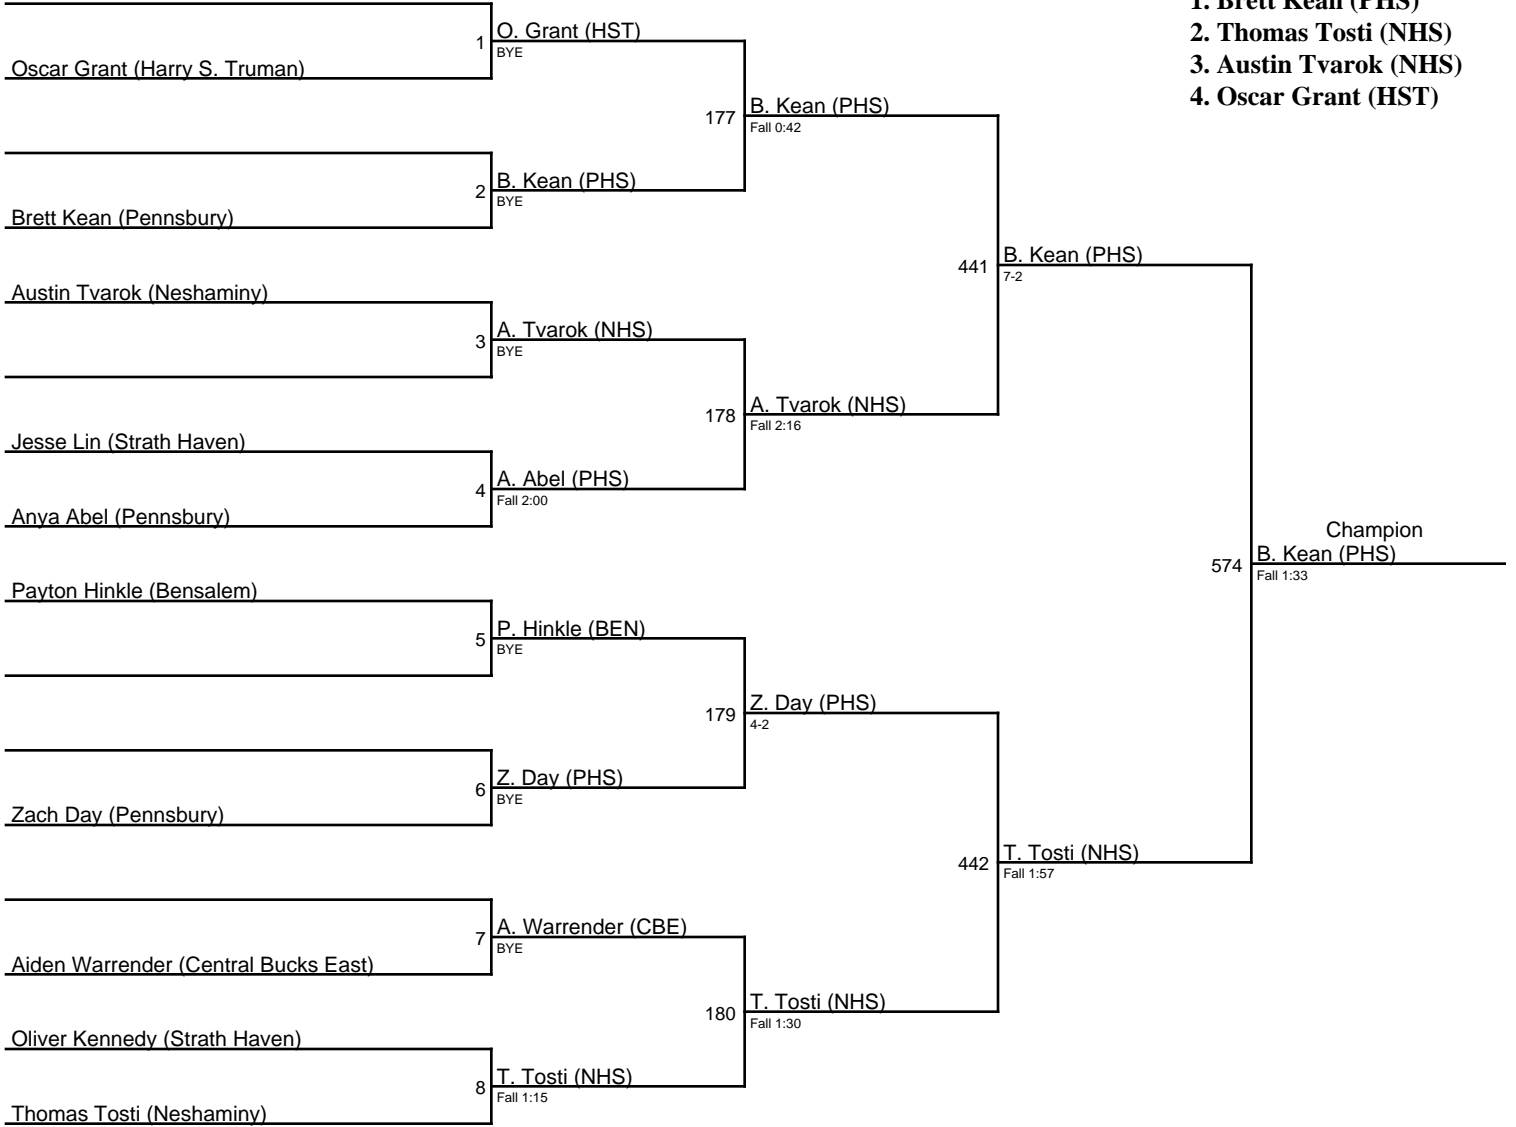 1. Brett Kean (PHS)
2. Thomas Tosti (NHS)
3. Austin Tvarok (NHS)
4. Oscar Grant (HST)
Oscar Grant (Harry S. Truman)
1
O. Grant (HST)
BYE
177
B. Kean (PHS)
Fall 0:42
2
B. Kean (PHS)
BYE
Brett Kean (Pennsbury)
441
B. Kean (PHS)
7-2
Austin Tvarok (Neshaminy)
3
A. Tvarok (NHS)
BYE
178
A. Tvarok (NHS)
Fall 2:16
Jesse Lin (Strath Haven)
4
A. Abel (PHS)
Fall 2:00
Anya Abel (Pennsbury)
Champion
574
B. Kean (PHS)
Fall 1:33
Payton Hinkle (Bensalem)
5
P. Hinkle (BEN)
BYE
179
Z. Day (PHS)
4-2
6
Z. Day (PHS)
BYE
Zach Day (Pennsbury)
442
T. Tosti (NHS)
Fall 1:57
7
A. Warrender (CBE)
BYE
Aiden Warrender (Central Bucks East)
180
T. Tosti (NHS)
Fall 1:30
Oliver Kennedy (Strath Haven)
8
T. Tosti (NHS)
Fall 1:15
Thomas Tosti (Neshaminy)